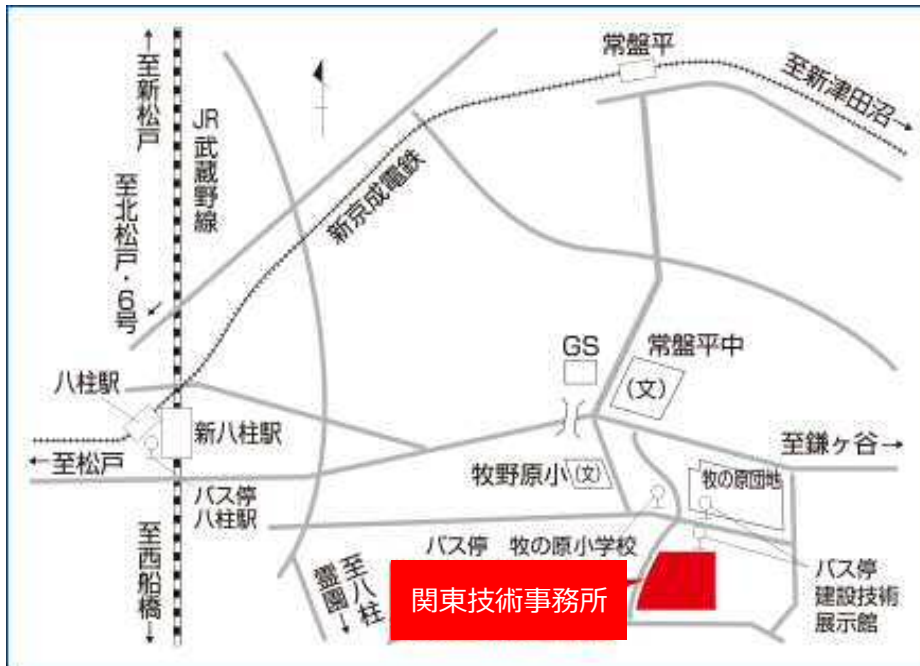 常盤平
至新津田沼
至新松戸
JR武蔵野線
至北松戸・6号
新京成電鉄
GS
常盤平中
(文)
八柱駅
新八柱駅
至松戸
至鎌ヶ谷
牧野原小
(文)
牧の原団地
バス停
八柱駅
バス停 牧の原小学校
至西船橋
至八柱
霊園
関東技術事務所
バス停
建設技術
展示館